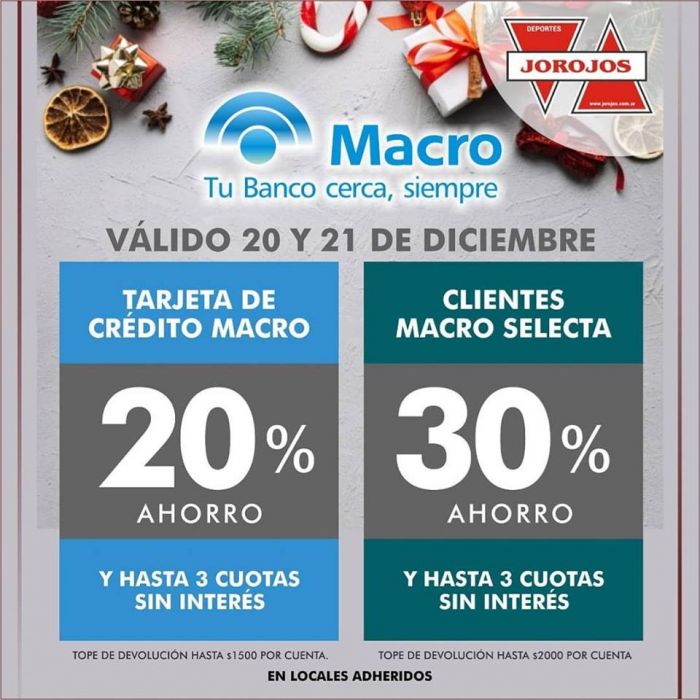 DEPORTES
JOROJOS
www.jorojos.com.ar
Macro
Tu Banco cerca, siempre
VÁLIDO 20 Y 21 DE DICIEMBRE
TARJETA DE
CRÉDITO MACRO
20%
AHORRO
Y HASTA 3 CUOTAS
SIN INTERÉS
TOPE DE DEVOLUCIÓN HASTA $1500 POR CUENTA.
CLIENTES
MACRO SELECTA
30%
AHORRO
Y HASTA 3 CUOTAS
SIN INTERÉS
TOPE DE DEVOLUCIÓN HASTA $2000 POR CUENTA
EN LOCALES ADHERIDOS